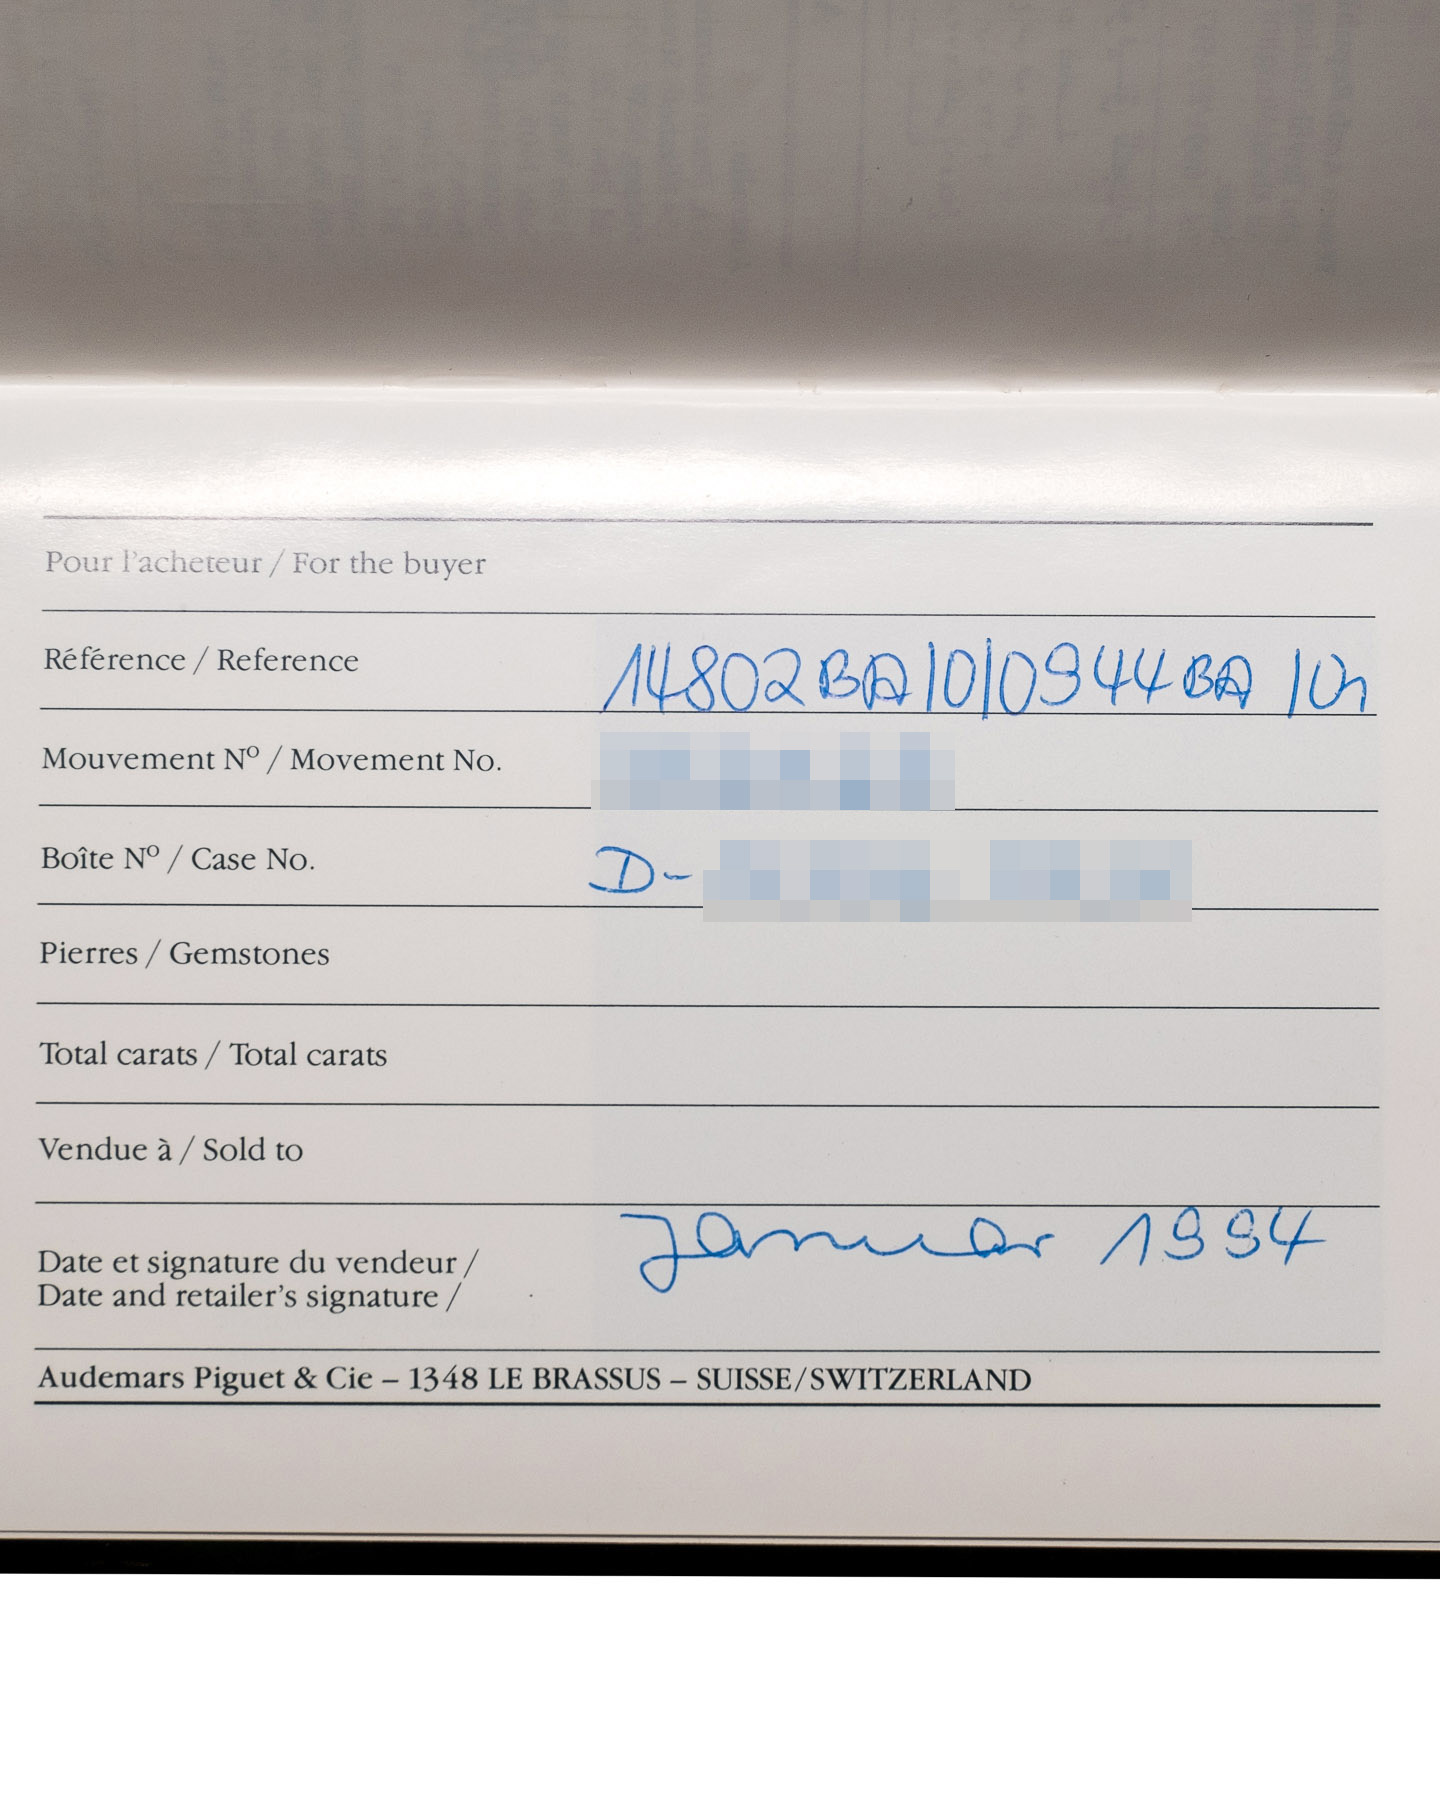 Pour l'acheteur / For the buyer
Référence / Reference 14802BA/0/0944BA /01
Mouvement Nº / Movement No.
Boîte Nº / Case No. D-
Pierres / Gemstones
Total carats / Total carats
Vendue à / Sold to
Januar 1994
Date et signature du vendeur /
Date and retailer's signature /
Audemars Piguet & Cie – 1348 LE BRASSUS – SUISSE/SWITZERLAND